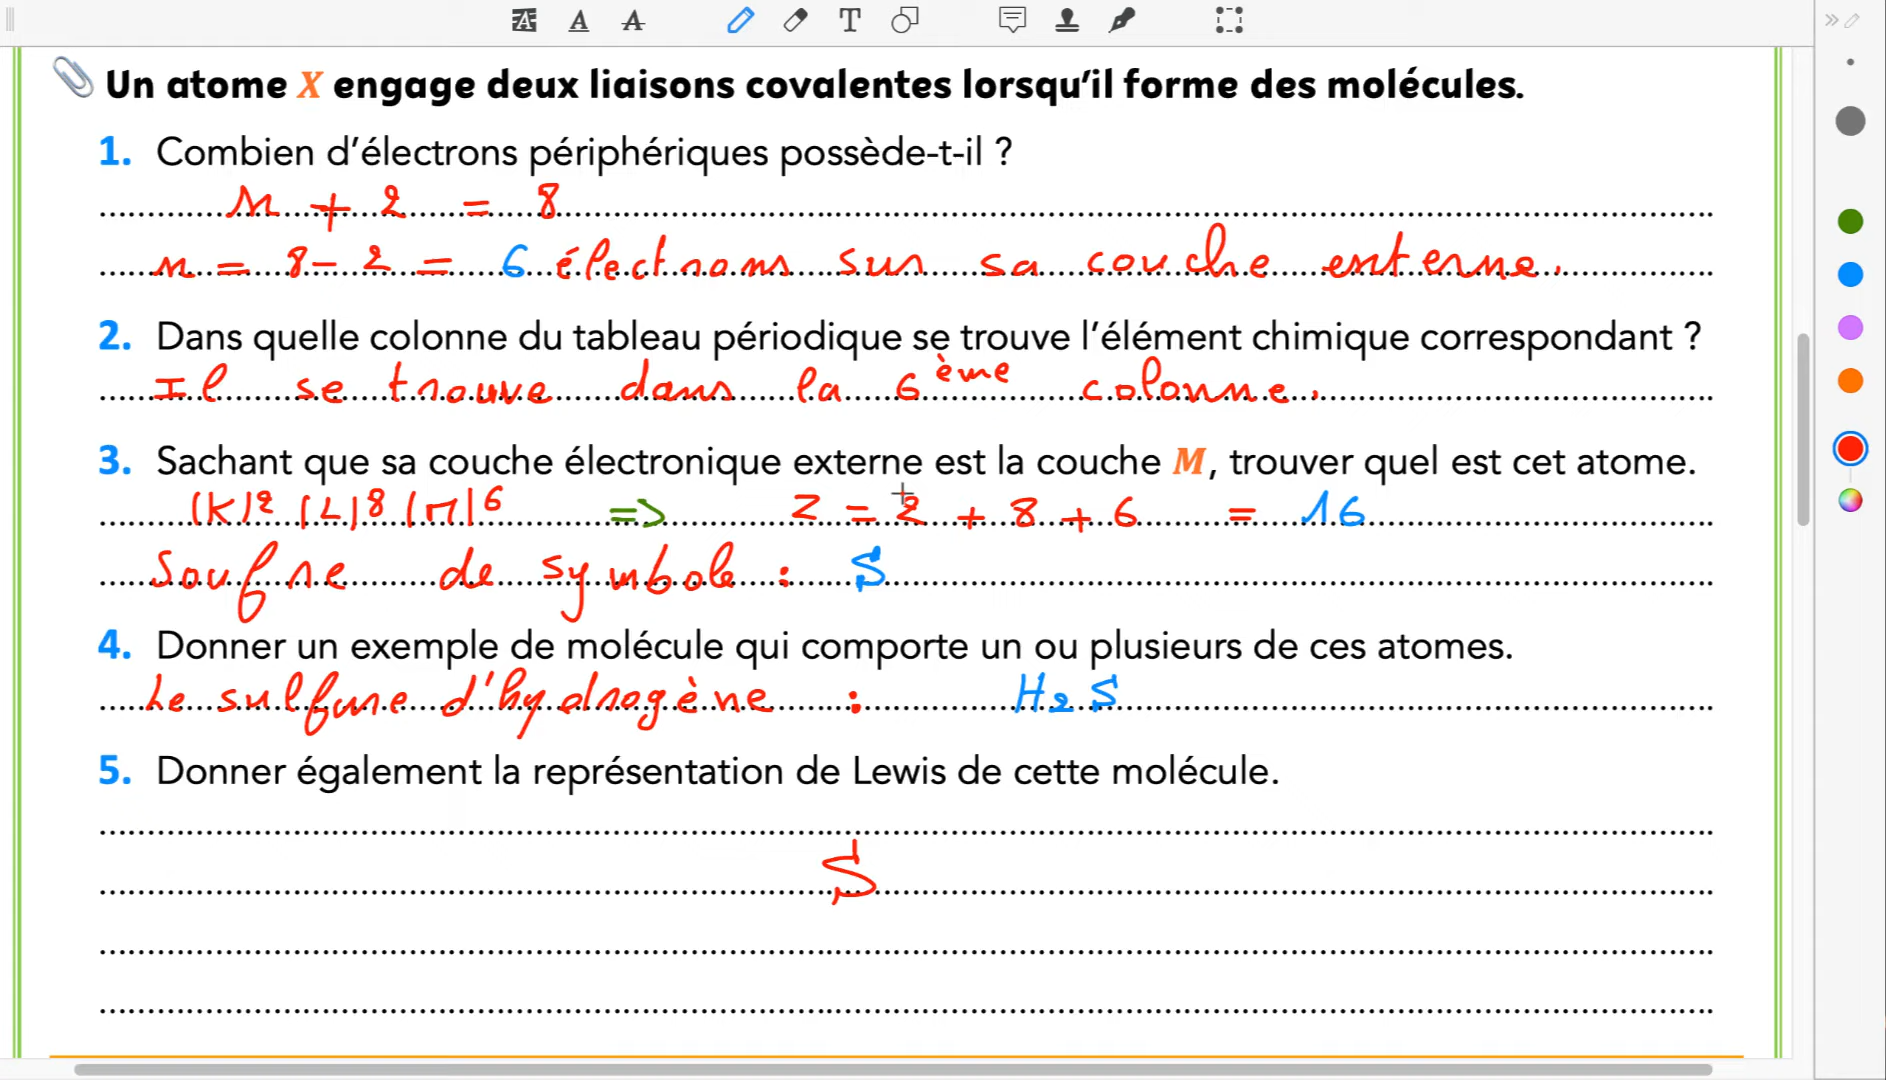 Un atome X engage deux liaisons covalentes lorsqu'il forme des molécules.
1. Combien d'électrons périphériques possède-t-il ?
n + 2 = 8
n = 8 - 2 = 6 électrons sur sa couche externe.
2. Dans quelle colonne du tableau périodique se trouve l'élément chimique correspondant ?
Il se trouve dans la 6ème colonne.
3. Sachant que sa couche électronique externe est la couche M, trouver quel est cet atome.
(K)² (L)⁸ (M)⁶ => Z = 2 + 8 + 6 = 16
Soufre de symbole : S
4. Donner un exemple de molécule qui comporte un ou plusieurs de ces atomes.
Le sulfure d'hydrogène : H₂S
5. Donner également la représentation de Lewis de cette molécule.
S